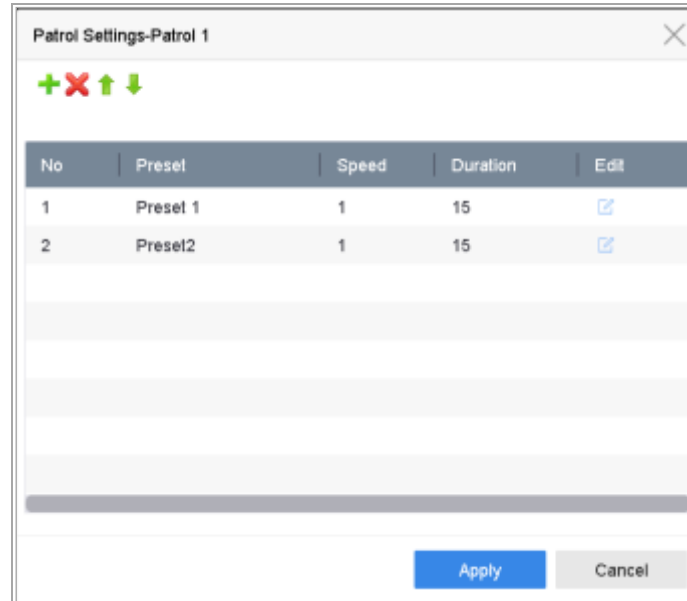 Patrol Settings-Patrol 1
No Preset Speed Duration Edit
1 Preset 1 1 15
2 Preset2 1 15
Apply Cancel